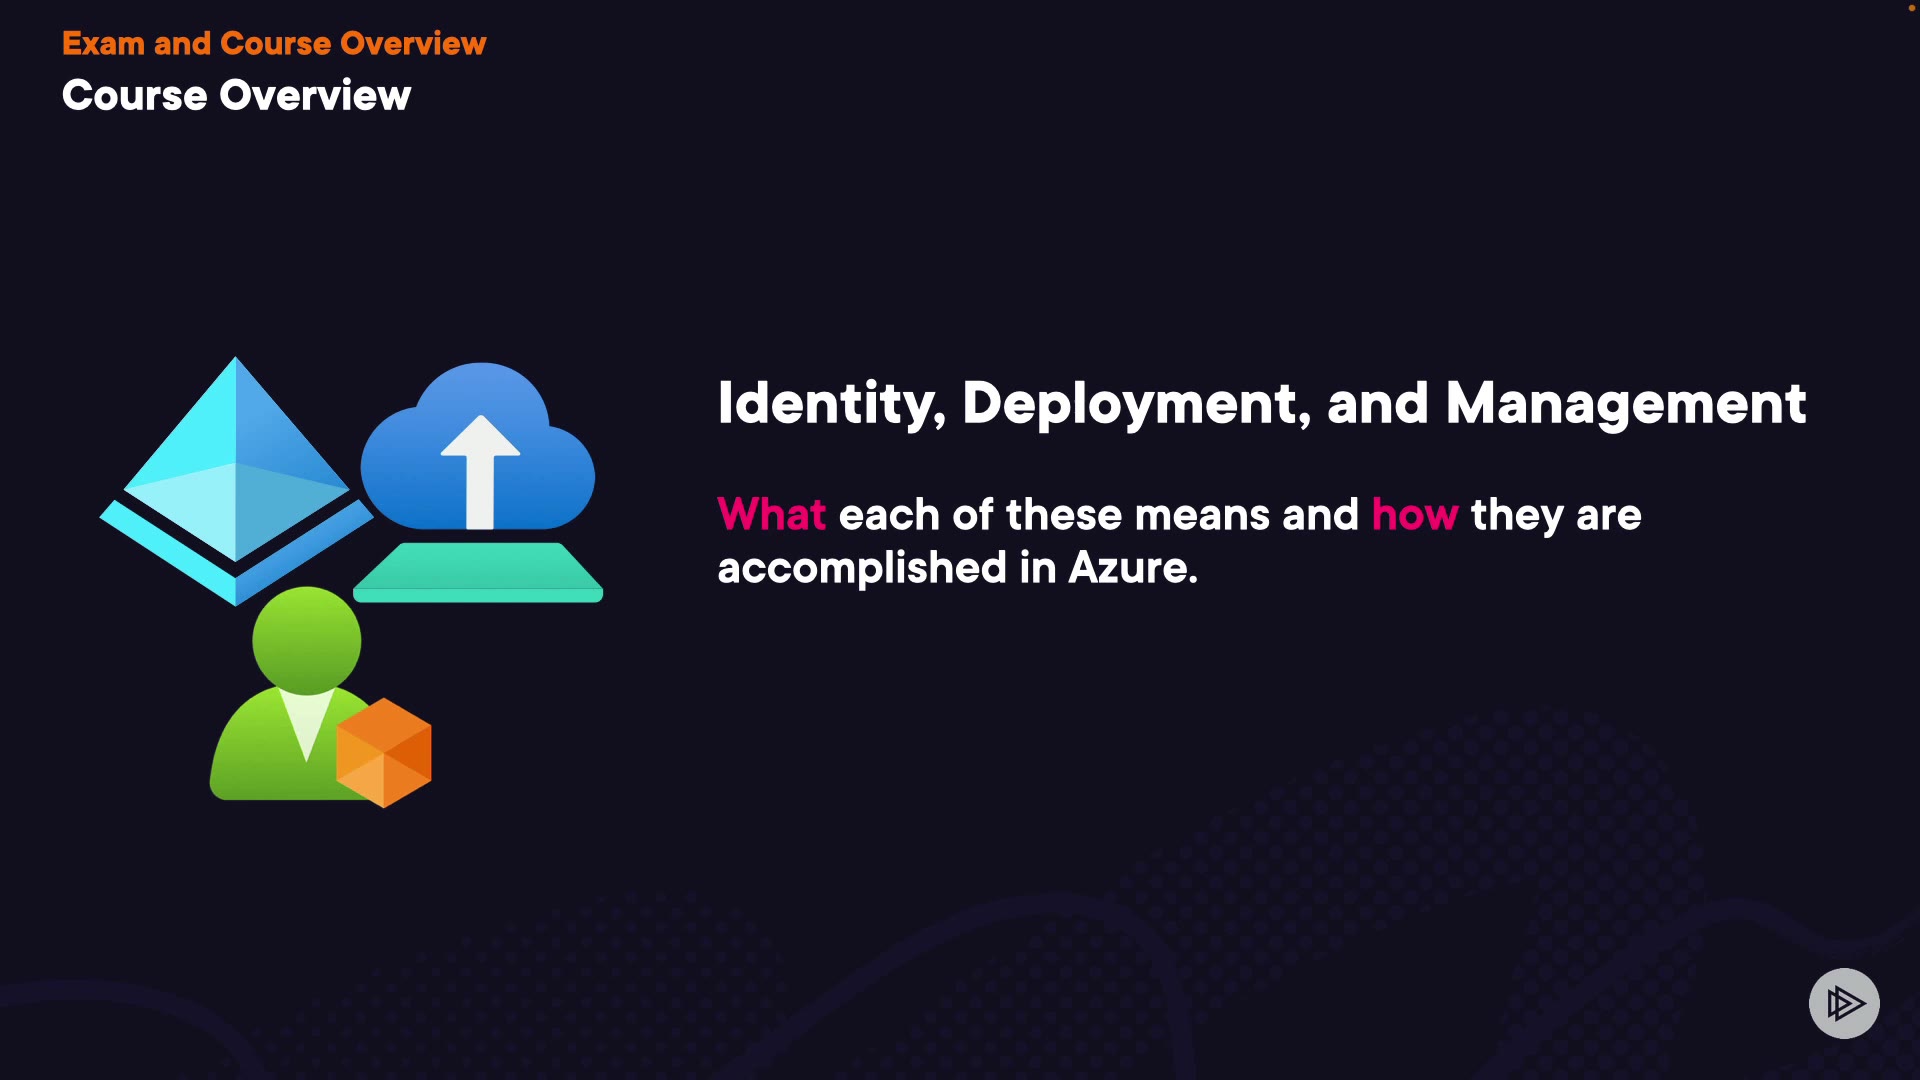 Exam and Course Overview
Course Overview
Identity, Deployment, and Management
What each of these means and how they are
accomplished in Azure.